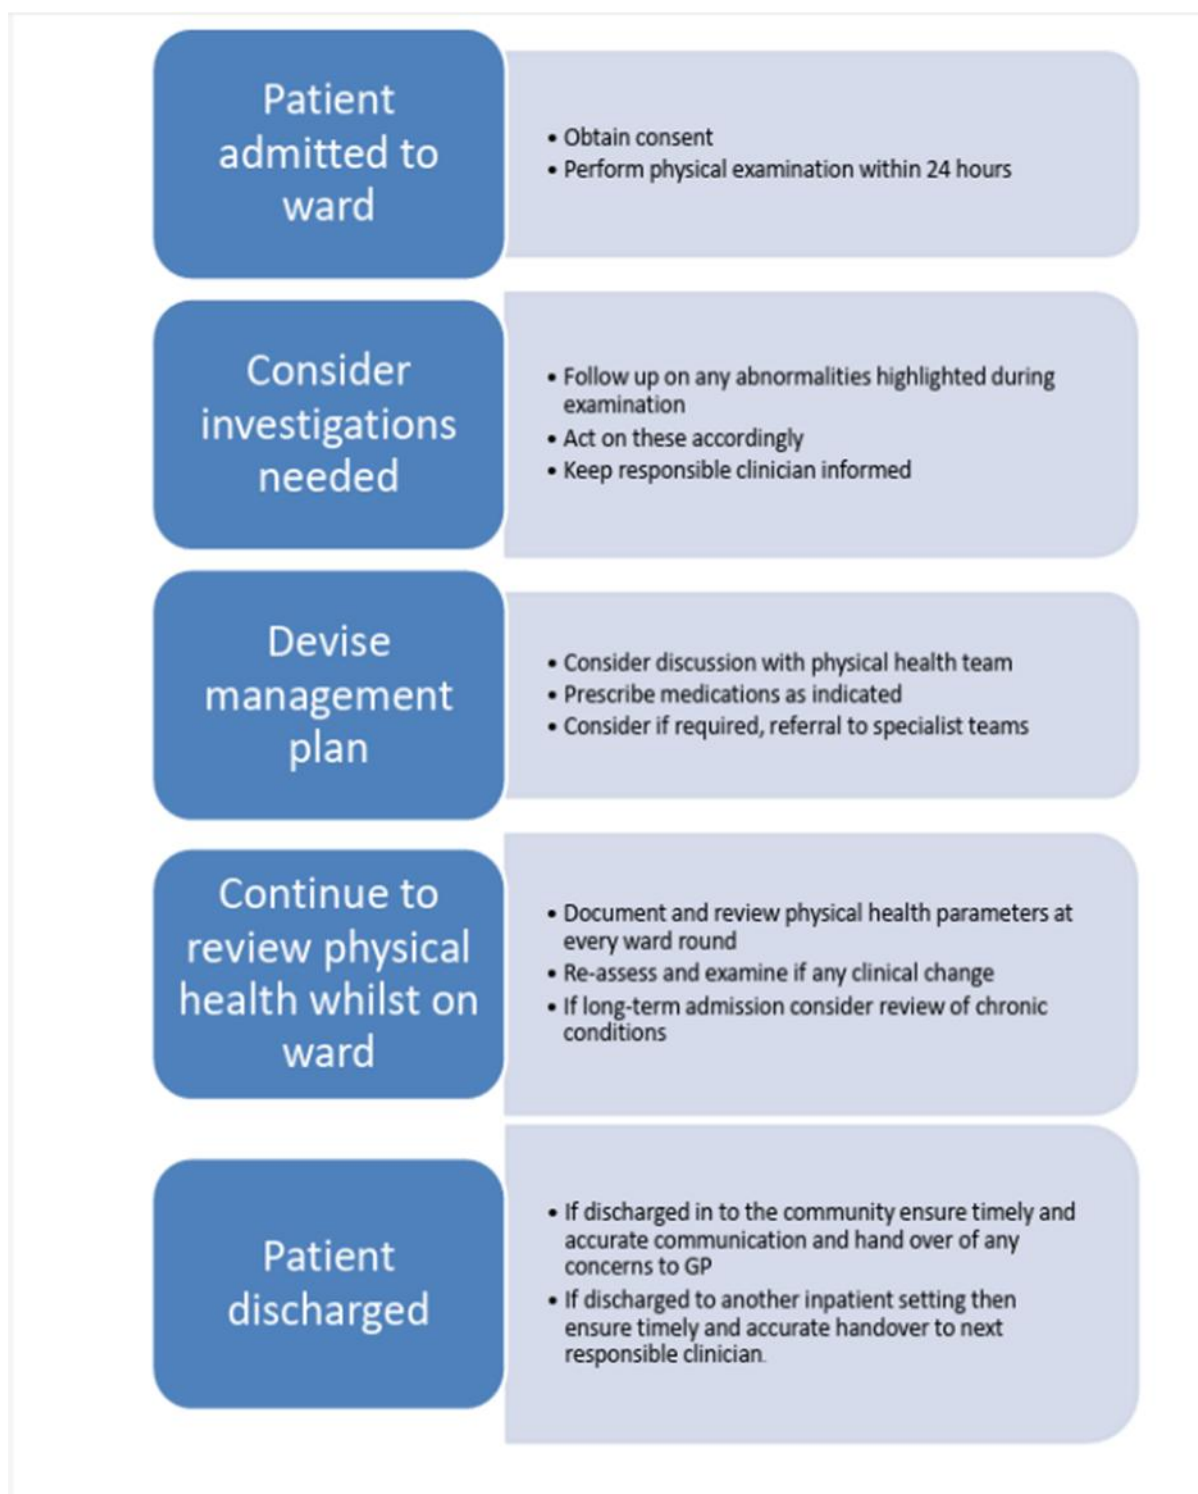 Patient
admitted to
ward
• Obtain consent
• Perform physical examination within 24 hours
Consider
investigations
needed
• Follow up on any abnormalities highlighted during
examination
• Act on these accordingly
• Keep responsible clinician informed
Devise
management
plan
• Consider discussion with physical health team
• Prescribe medications as indicated
• Consider if required, referral to specialist teams
Continue to
review physical
health whilst on
ward
• Document and review physical health parameters at
every ward round
• Re-assess and examine if any clinical change
• If long-term admission consider review of chronic
conditions
Patient
discharged
• If discharged in to the community ensure timely and
accurate communication and hand over of any
concerns to GP
• If discharged to another inpatient setting then
ensure timely and accurate handover to next
responsible clinician.